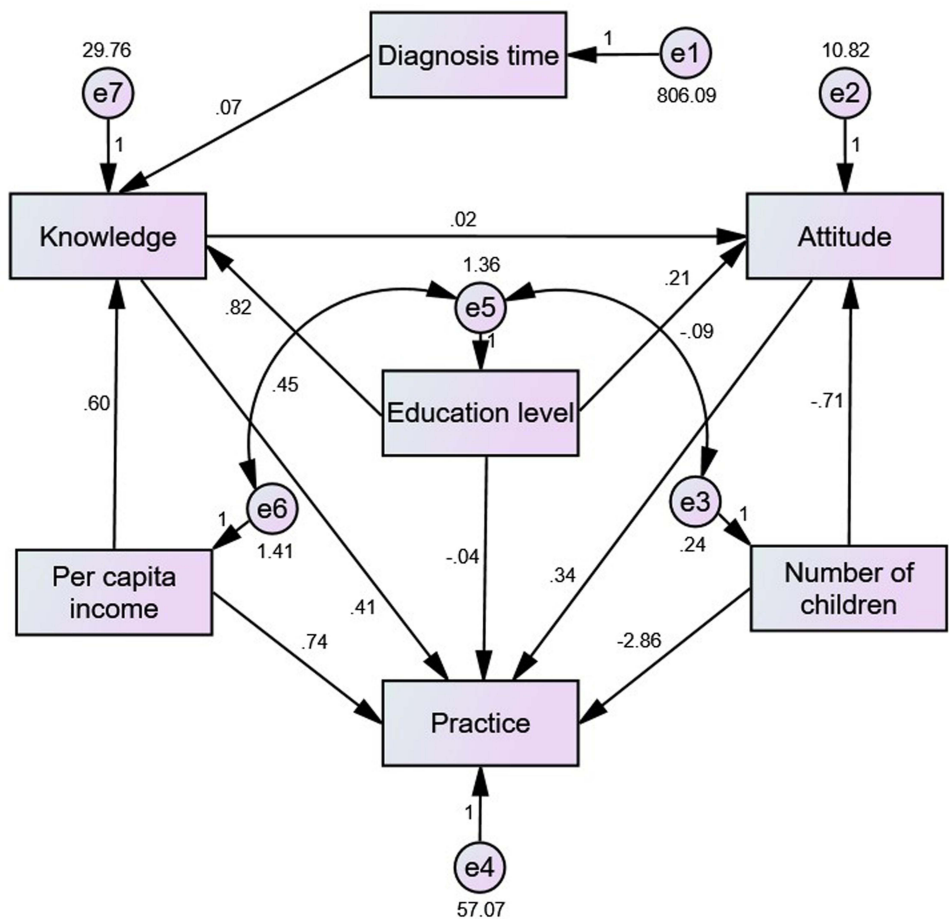 29.76
e7
1
Diagnosis time
1
e1
806.09
10.82
e2
1
.07
Knowledge
.02
Attitude
1.36
e5
1
.82
.21
-.09
.45
Education level
.60
-.71
e6
1
1.41
e3
1
.24
Per capita
income
-.04
.41
.34
Number of
children
.74
-2.86
Practice
1
e4
57.07